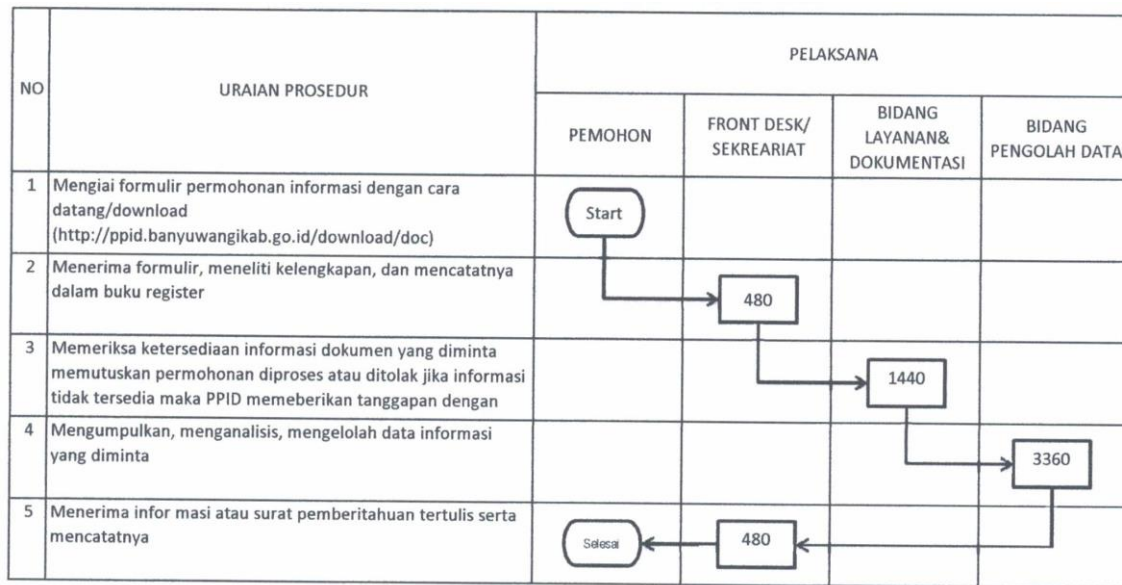 NO
URAIAN PROSEDUR
PELAKSANA
PEMOHON
FRONT DESK/
SEKREARIAT
BIDANG
LAYANAN&
DOKUMENTASI
BIDANG
PENGOLAH DATA
1
Mengiai formulir permohonan informasi dengan cara
datang/download
(http://ppid.banyuwangikab.go.id/download/doc)
Start
2
Menerima formulir, meneliti kelengkapan, dan mencatatnya
dalam buku register
480
3
Memeriksa ketersediaan informasi dokumen yang diminta
memutuskan permohonan diproses atau ditolak jika informasi
tidak tersedia maka PPID memeberikan tanggapan dengan
1440
4
Mengumpulkan, menganalisis, mengelolah data informasi
yang diminta
3360
5
Menerima infor masi atau surat pemberitahuan tertulis serta
mencatatnya
Selesai
480